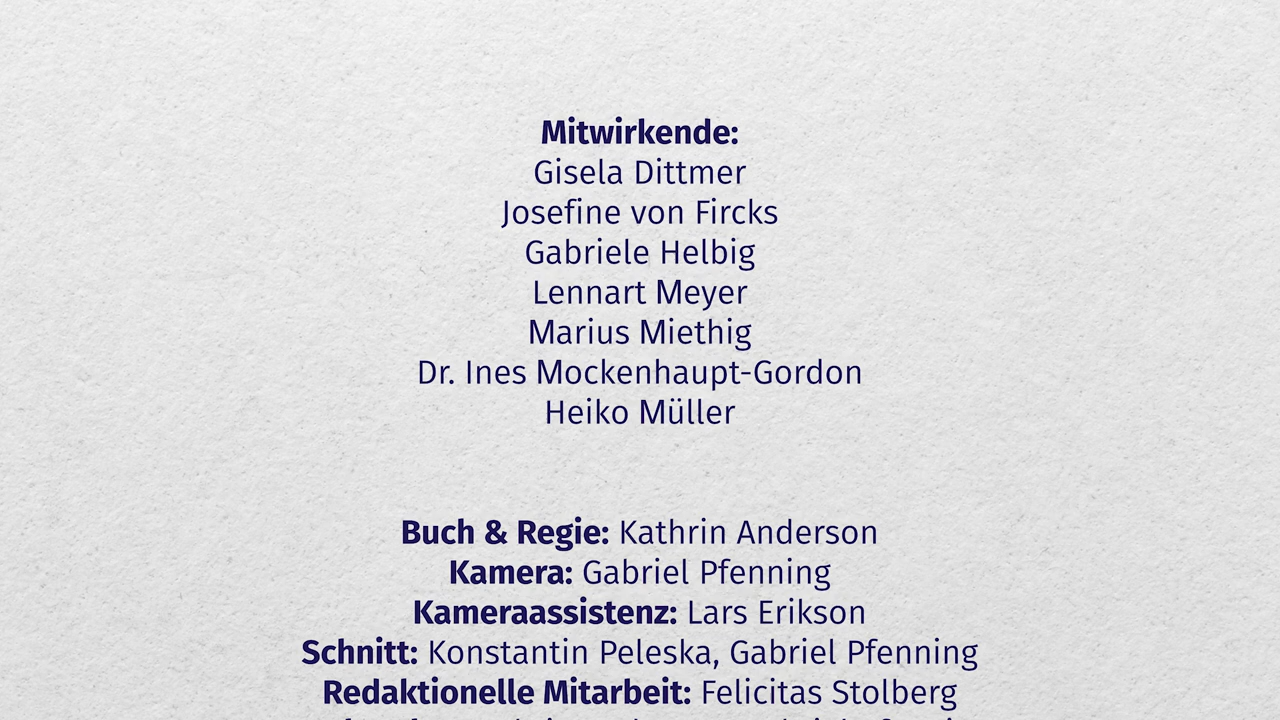 Mitwirkende:
Gisela Dittmer
Josefine von Fircks
Gabriele Helbig
Lennart Meyer
Marius Miethig
Dr. Ines Mockenhaupt-Gordon
Heiko Müller
Buch & Regie: Kathrin Anderson
Kamera: Gabriel Pfenning
Kameraassistenz: Lars Erikson
Schnitt: Konstantin Peleska, Gabriel Pfenning
Redaktionelle Mitarbeit: Felicitas Stolberg